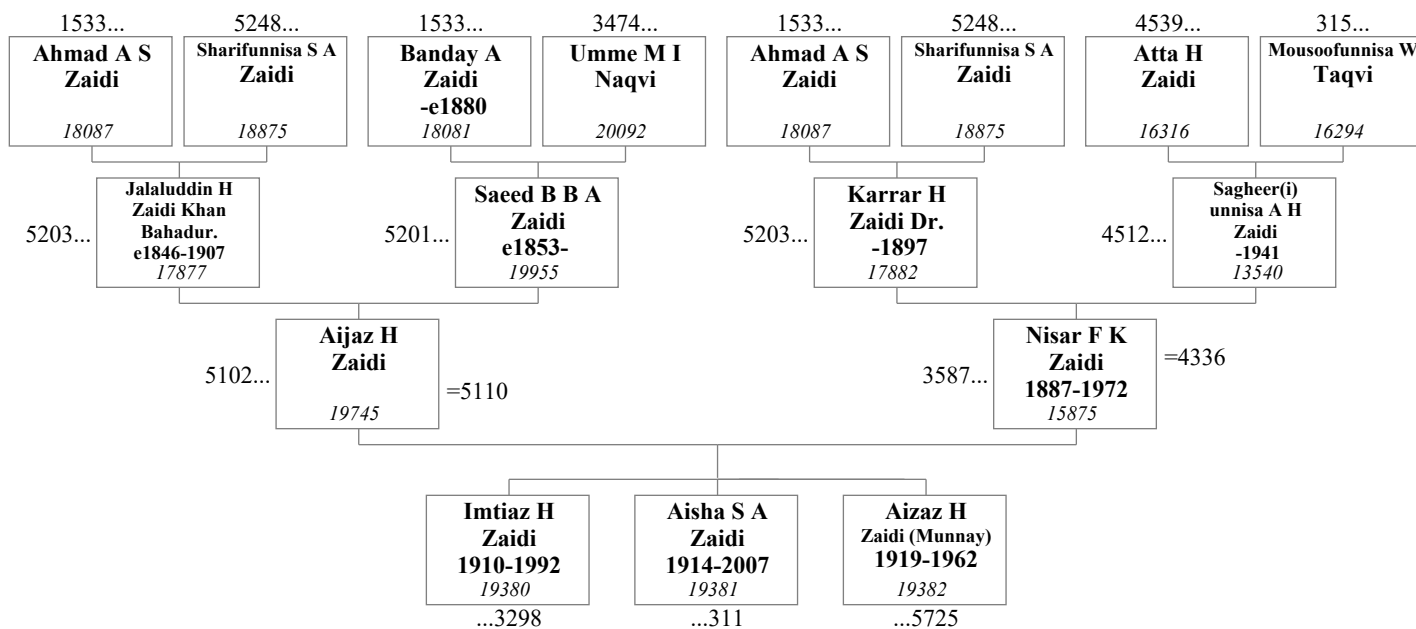 1533...
5248...
1533...
3474...
1533...
5248...
4539...
315...
Ahmad A S
Zaidi
18087
Sharifunnisa S A
Zaidi
18875
Banday A
Zaidi
-e1880
18081
Umme M I
Naqvi
20092
Ahmad A S
Zaidi
18087
Sharifunnisa S A
Zaidi
18875
Atta H
Zaidi
16316
Mousoofunnisa W
Taqvi
16294
5203...
Jalaluddin H
Zaidi Khan
Bahadur.
e1846-1907
17877
5201...
Saeed B B A
Zaidi
e1853-
19955
5203...
Karrar H
Zaidi Dr.
-1897
17882
4512...
Sagheer(i)
unnisa A H
Zaidi
-1941
13540
5102...
Aijaz H
Zaidi
19745
=5110
3587...
Nisar F K
Zaidi
1887-1972
15875
=4336
Imtiaz H
Zaidi
1910-1992
19380
...3298
Aisha S A
Zaidi
1914-2007
19381
...311
Aizaz H
Zaidi (Munnay)
1919-1962
19382
...5725